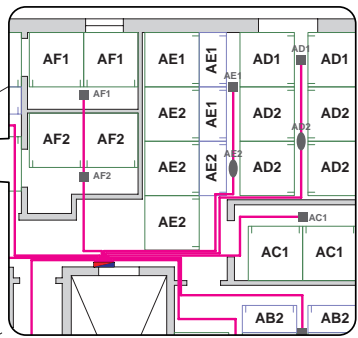 AF1 AF1 AE1 AE1 AD1 AD1
AF1 AE1 AD1
AF2 AF2 AE2 AE1 AD2 AD2
AD2
AF2 AE2 AE2 AE2 AD2 AD2
AE2
AC1
AC1 AC1
AB2 AB2